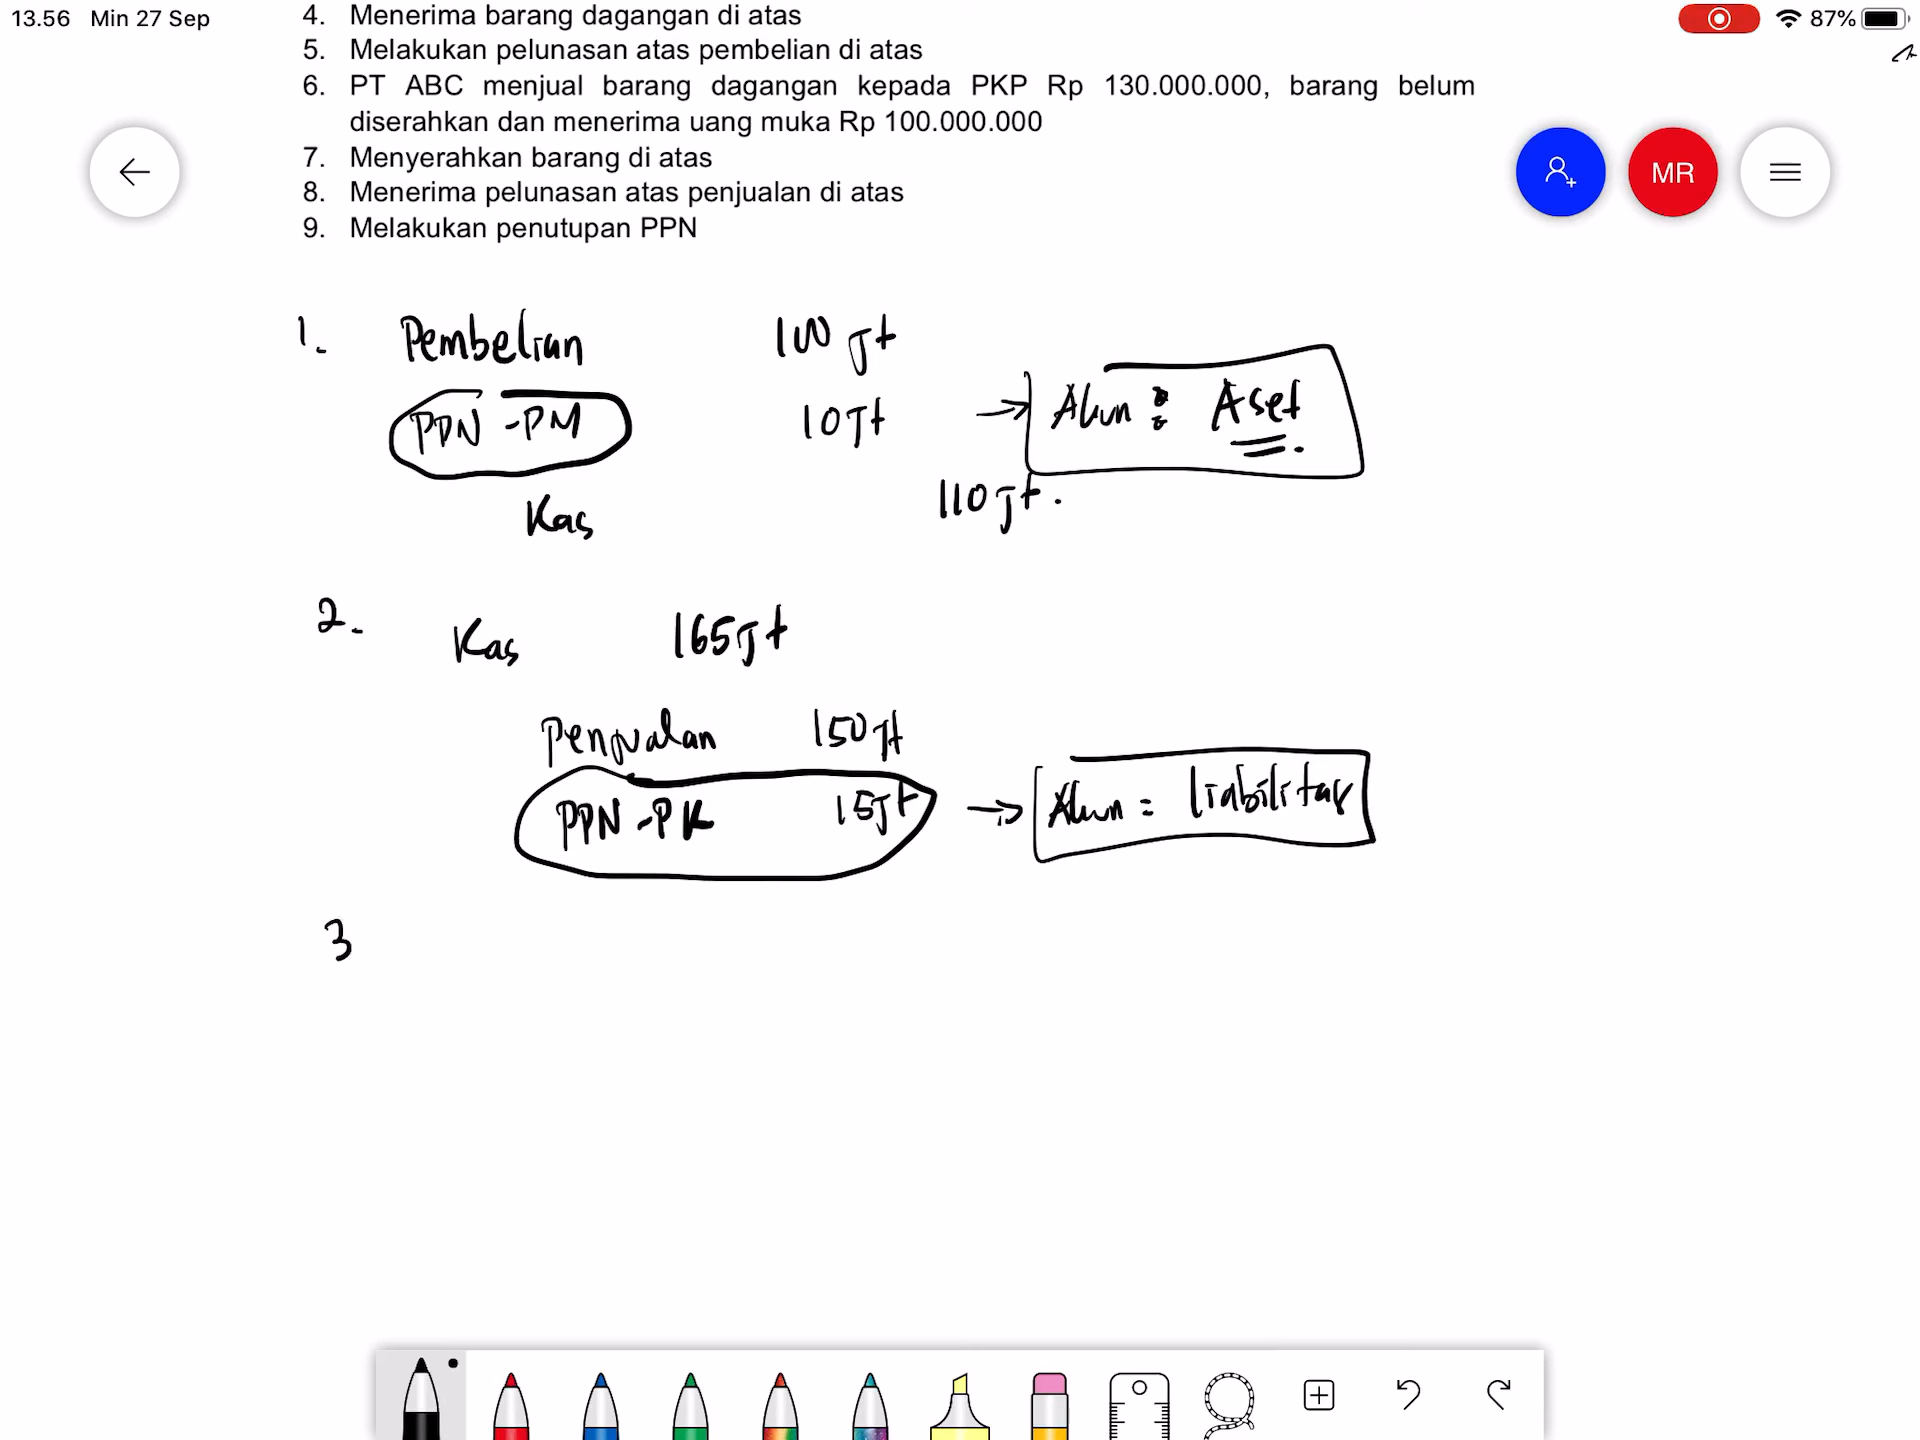 13.56 Min 27 Sep 87%
4. Menerima barang dagangan di atas
5. Melakukan pelunasan atas pembelian di atas
6. PT ABC menjual barang dagangan kepada PKP Rp 130.000.000, barang belum
diserahkan dan menerima uang muka Rp 100.000.000
7. Menyerahkan barang di atas
8. Menerima pelunasan atas penjualan di atas
9. Melakukan penutupan PPN
MR
1. Pembelian 100 jt
PPN - PM 10 jt → Akun : Aset
Kas 110 jt.
2. Kas 165 jt
Penjualan 150 jt
PPN - PK 15 jt → Akun = liabilitas
3